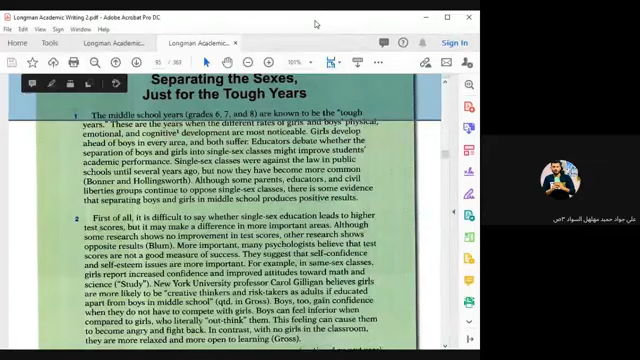 Longman Academic Writing 2.pdf - Adobe Acrobat Pro DC
File Edit View Sign Window Help
Home Tools Longman Academic... Longman Academic... ×
Sign In
95 / 367
101%
Separating the Sexes,
Just for the Tough Years
1 The middle school years (grades 6, 7, and 8) are known to be the "tough
years." These are the years when the different rates of girls' and boys' physical,
emotional, and cognitive¹ development are most noticeable. Girls develop
ahead of boys in every area, and both suffer. Educators debate whether the
separation of boys and girls into single-sex classes might improve students'
academic performance. Single-sex classes were against the law in public
schools until several years ago, but now they have become more common
(Bonner and Hollingsworth). Although some parents, educators, and civil
liberties groups continue to oppose single-sex classes, there is some evidence
that separating boys and girls in middle school produces positive results.
2 First of all, it is difficult to say whether single-sex education leads to higher
test scores, but it may make a difference in more important areas. Although
some research shows no improvement in test scores, other research shows
opposite results (Blum). More important, many psychologists believe that test
scores are not a good measure of success. They suggest that self-confidence
and self-esteem issues are more important. For example, in same-sex classes,
girls report increased confidence and improved attitudes toward math and
science ("Study"). New York University professor Carol Gilligan believes girls
are more likely to be "creative thinkers and risk-takers as adults if educated
apart from boys in middle school" (qtd. in Gross). Boys, too, gain confidence
when they do not have to compete with girls. Boys can feel inferior when
compared to girls, who literally "out-think" them. This feeling can cause them
to become angry and fight back. In contrast, with no girls in the classroom,
they are more relaxed and more open to learning (Gross).
علي جواد حميد مهلهل السواد ٣ص